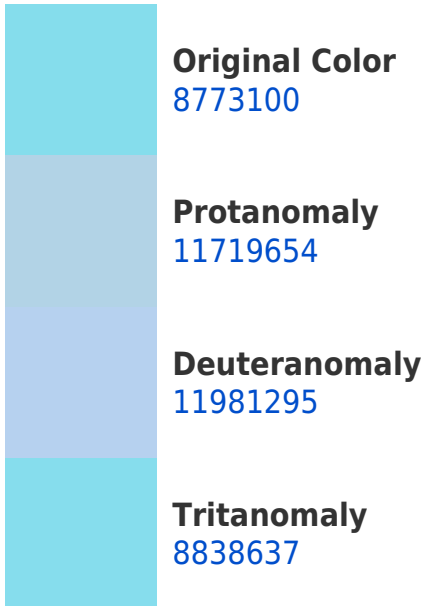 Original Color
8773100
Protanomaly
11719654
Deuteranomaly
11981295
Tritanomaly
8838637